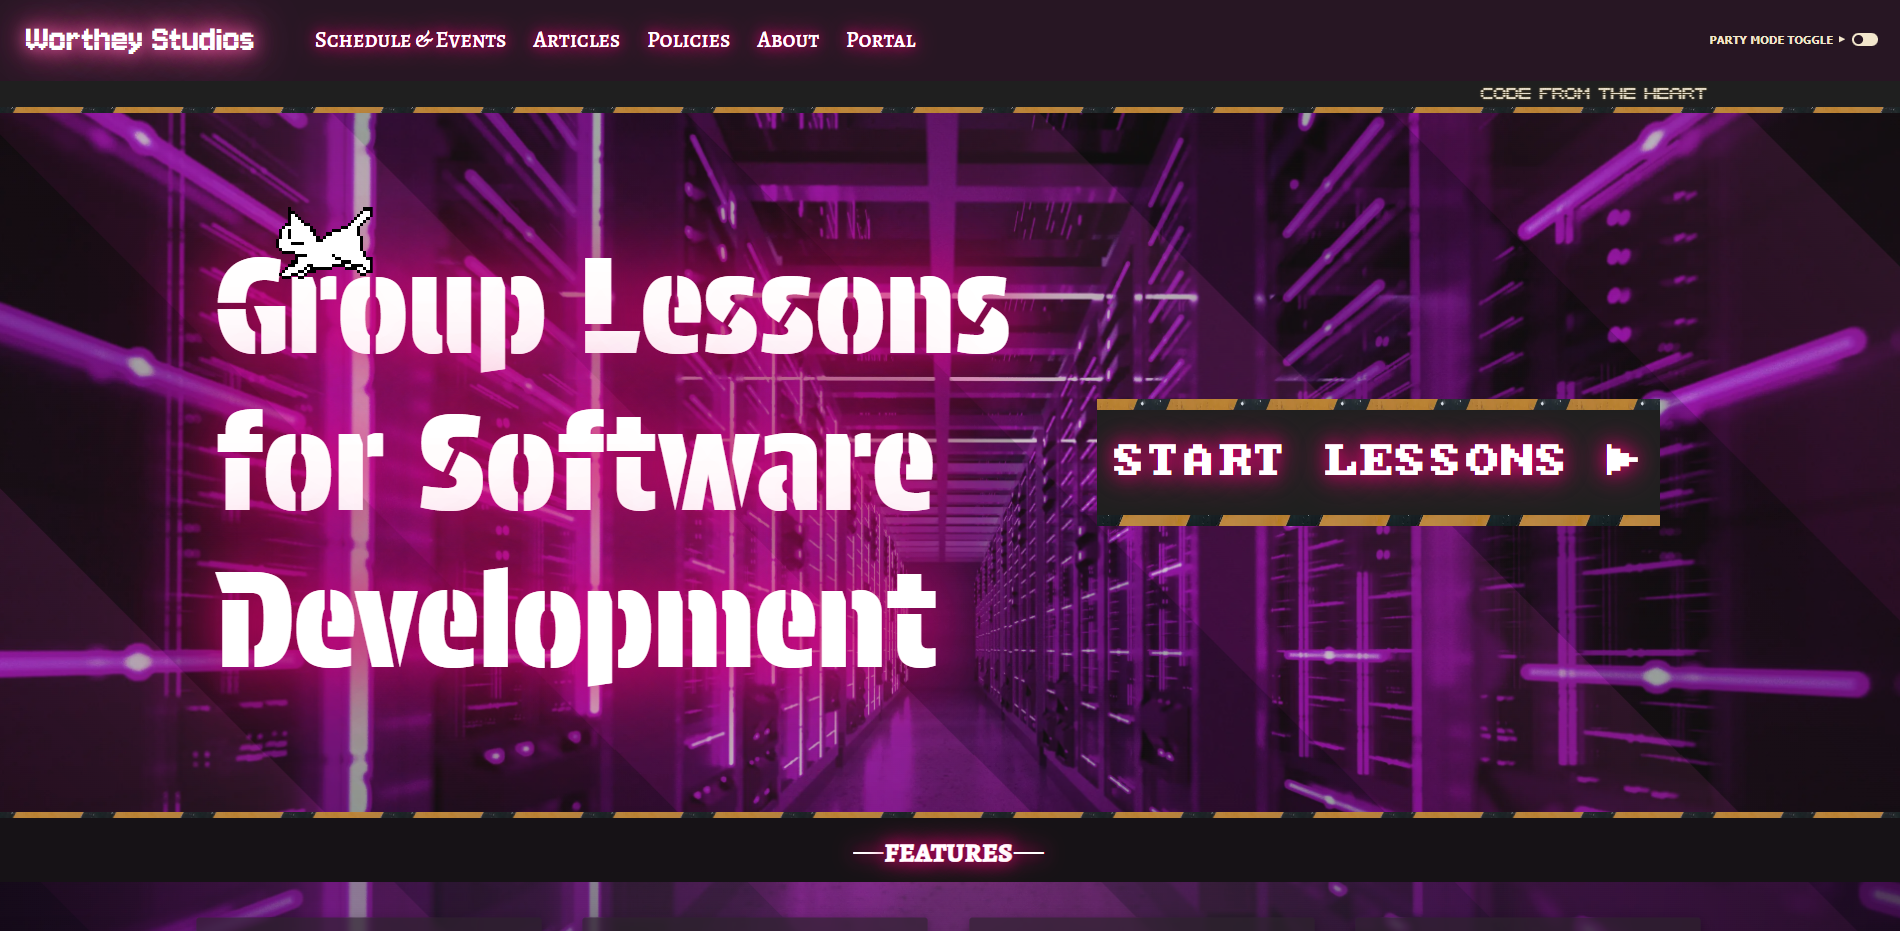 Worthey Studios
Schedule & Events Articles Policies About Portal
PARTY MODE TOGGLE ▸
CODE FROM THE HEART
Group Lessons
for Software
Development
START LESSONS ▶
FEATURES